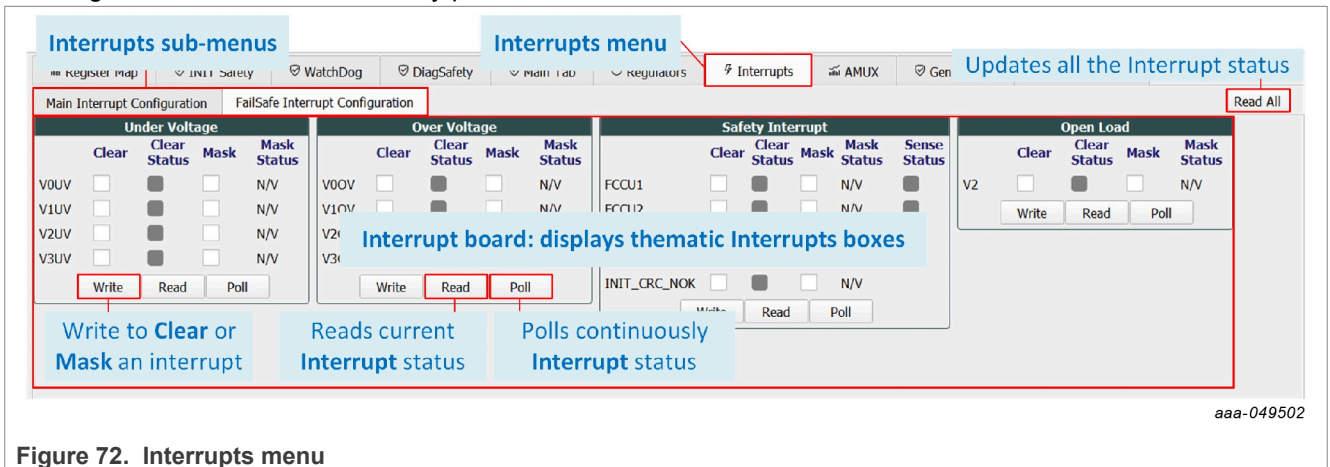 Interrupts sub-menus
Interrupts menu
Updates all the Interrupt status
Register Map
INIT Safety
WatchDog
DiagSafety
Main Tab
Regulators
Interrupts
AMUX
Gen
Main Interrupt Configuration
FailSafe Interrupt Configuration
Read All
Under Voltage
Clear Clear Status Mask Mask Status
V0UV N/V
V1UV N/V
V2UV N/V
V3UV N/V
Write Read Poll
Over Voltage
Clear Clear Status Mask Mask Status
V0OV N/V
V1OV N/V
Write Read Poll
Safety Interrupt
Clear Clear Status Mask Mask Status Sense Status
FCCU1 N/V
FCCU2 N/V
INIT_CRC_NOK N/V
Write Read Poll
Open Load
Clear Clear Status Mask Mask Status
V2 N/V
Write Read Poll
Interrupt board: displays thematic Interrupts boxes
Write to Clear or
Mask an interrupt
Reads current
Interrupt status
Polls continuously
Interrupt status
aaa-049502
Figure 72. Interrupts menu